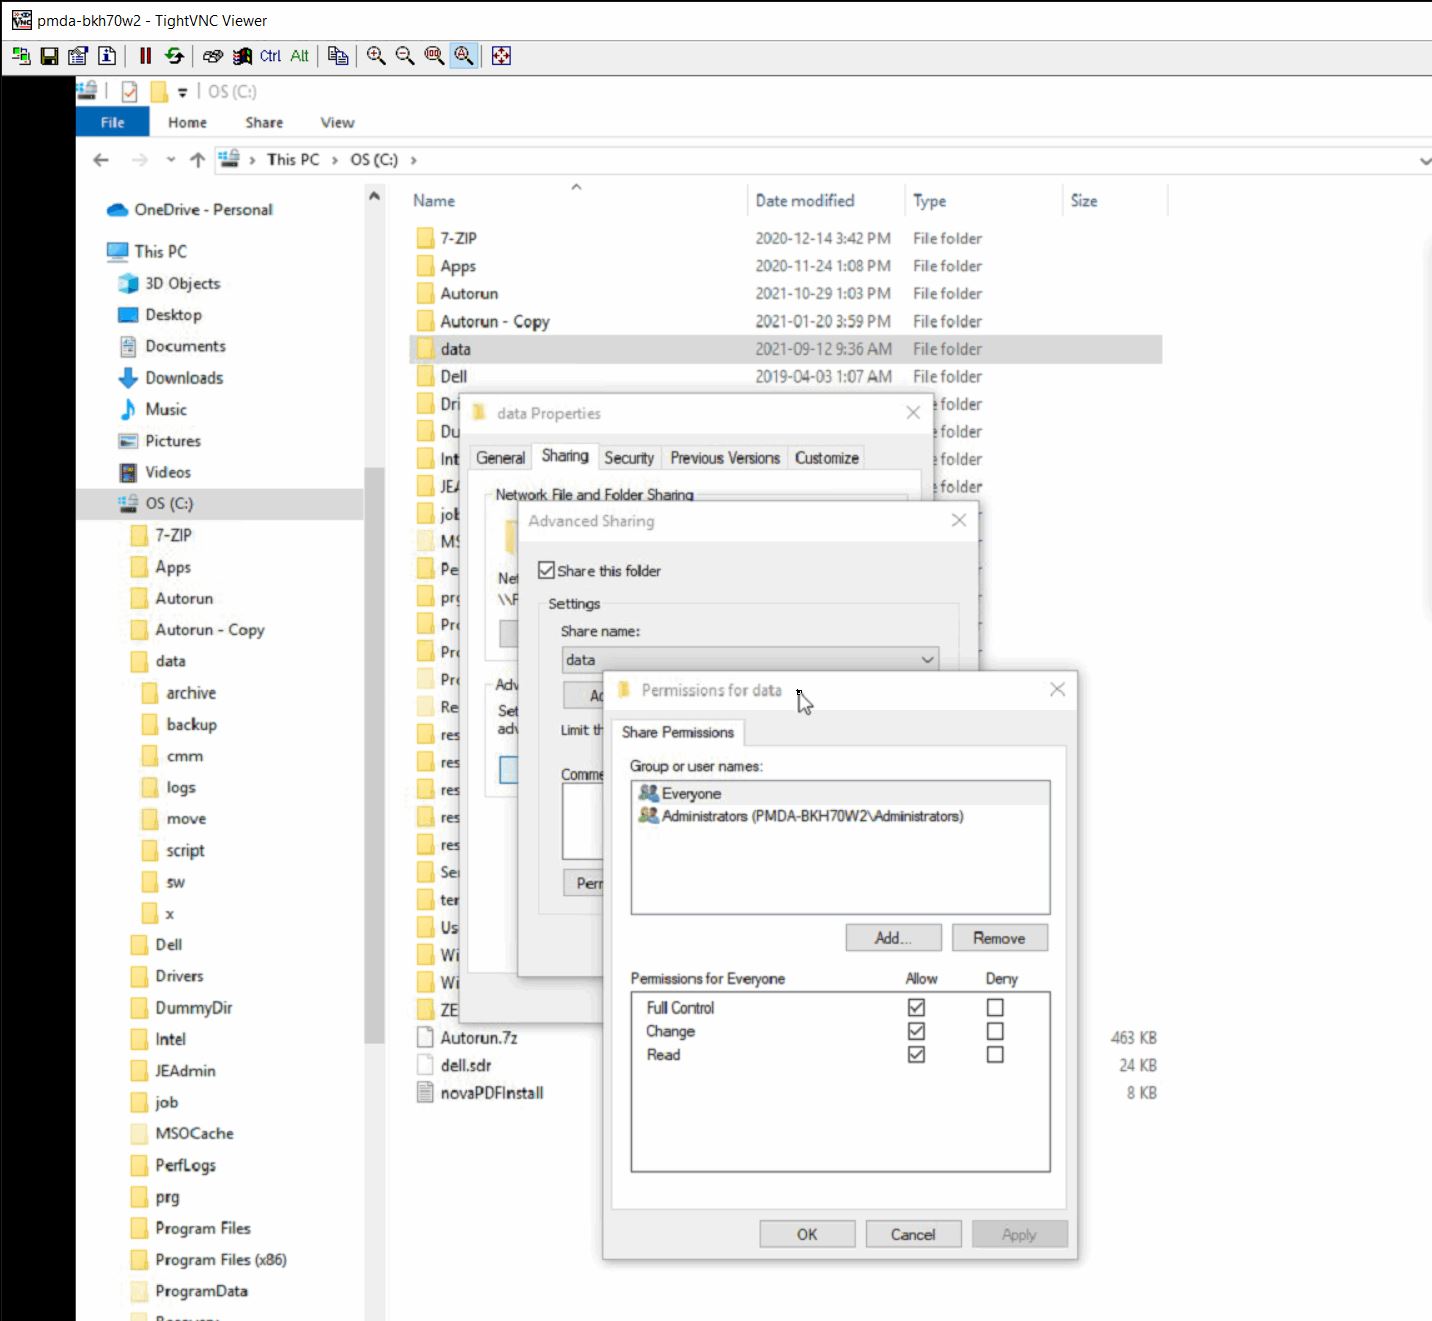 pmda-bkh70w2 - TightVNC Viewer
Ctrl Alt
OS (C:)
File Home Share View
This PC OS (C:)
OneDrive - Personal
This PC
3D Objects
Desktop
Documents
Downloads
Music
Pictures
Videos
OS (C:)
7-ZIP
Apps
Autorun
Autorun - Copy
data
archive
backup
cmm
logs
move
script
sw
x
Dell
Drivers
DummyDir
Intel
JEAdmin
job
MSOCache
PerfLogs
prg
Program Files
Program Files (x86)
ProgramData
Name Date modified Type Size
7-ZIP 2020-12-14 3:42 PM File folder
Apps 2020-11-24 1:08 PM File folder
Autorun 2021-10-29 1:03 PM File folder
Autorun - Copy 2021-01-20 3:59 PM File folder
data 2021-09-12 9:36 AM File folder
Dell 2019-04-03 1:07 AM File folder
Dri e folder
Du e folder
Int e folder
JEA e folder
job
MS
Pe
prg
Pro
Pro
Pro
Re
res
res
res
res
res
Se
ter
Us
Wi
Wi
ZE
Autorun.7z 463 KB
dell.sdr 24 KB
novaPDFInstall 8 KB
data Properties
General Sharing Security Previous Versions Customize
Network File and Folder Sharing
Net
Adv
Set
adv
Advanced Sharing
Share this folder
Settings
Share name:
data
Limit th
Comme
Perm
Permissions for data
Share Permissions
Group or user names:
Everyone
Administrators (PMDA-BKH70W2\Administrators)
Add... Remove
Permissions for Everyone Allow Deny
Full Control
Change
Read
OK Cancel Apply